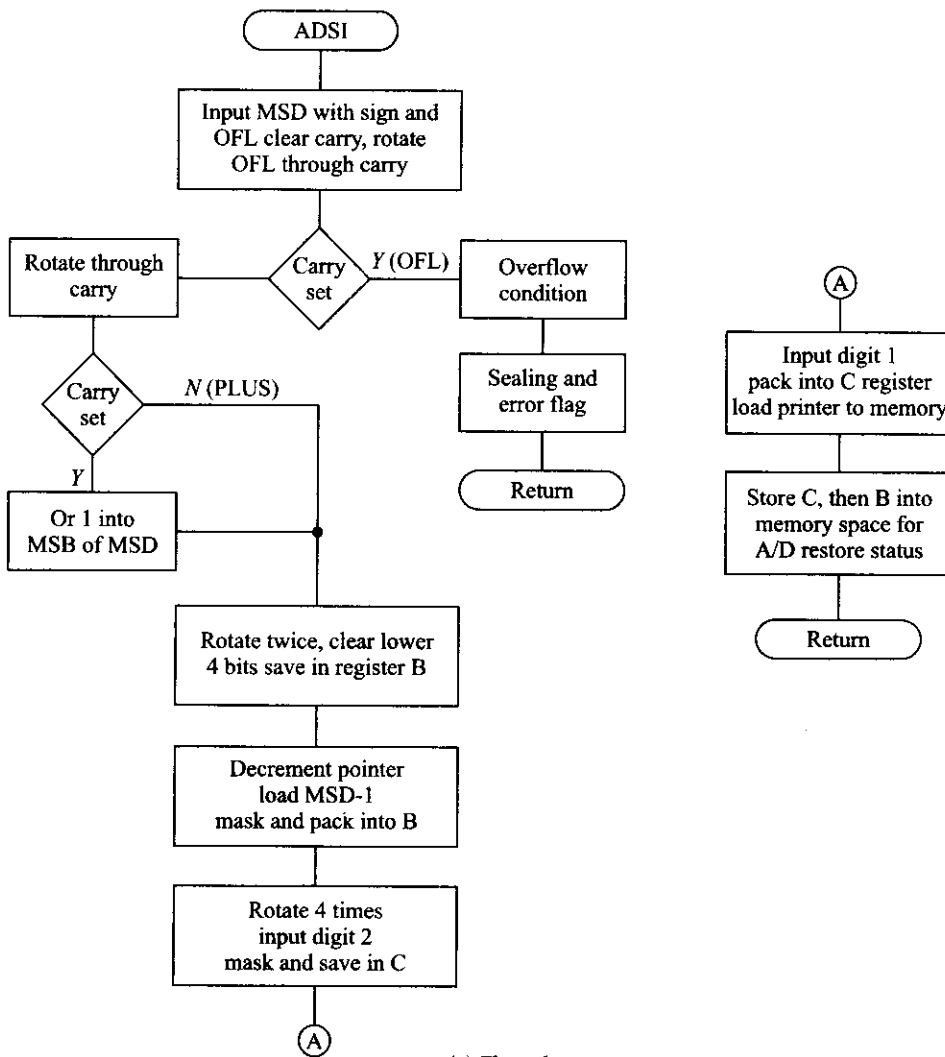 ADSI
Input MSD with sign and
OFL clear carry, rotate
OFL through carry
Rotate through
carry
Carry
set
Y (OFL)
Overflow
condition
Sealing and
error flag
Return
Carry
set
N (PLUS)
Y
Or 1 into
MSB of MSD
Rotate twice, clear lower
4 bits save in register B
Decrement pointer
load MSD-1
mask and pack into B
Rotate 4 times
input digit 2
mask and save in C
A
A
Input digit 1
pack into C register
load printer to memory
Store C, then B into
memory space for
A/D restore status
Return